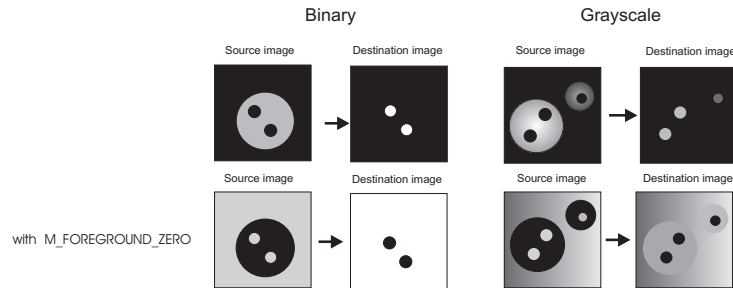 Binary
Grayscale
Source image
Destination image
Source image
Destination image
Source image
Destination image
Source image
Destination image
with M_FOREGROUND_ZERO